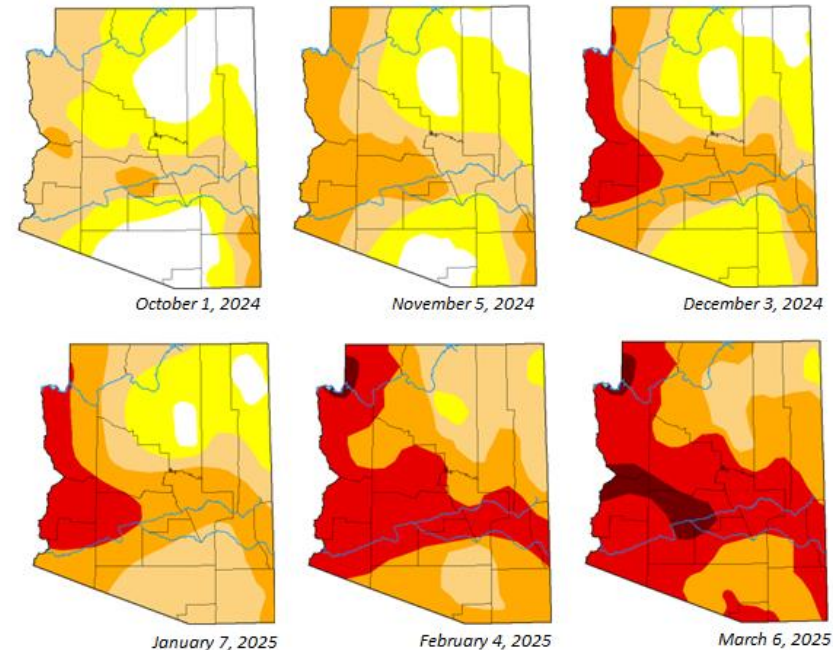 October 1, 2024
November 5, 2024
December 3, 2024
January 7, 2025
February 4, 2025
March 6, 2025